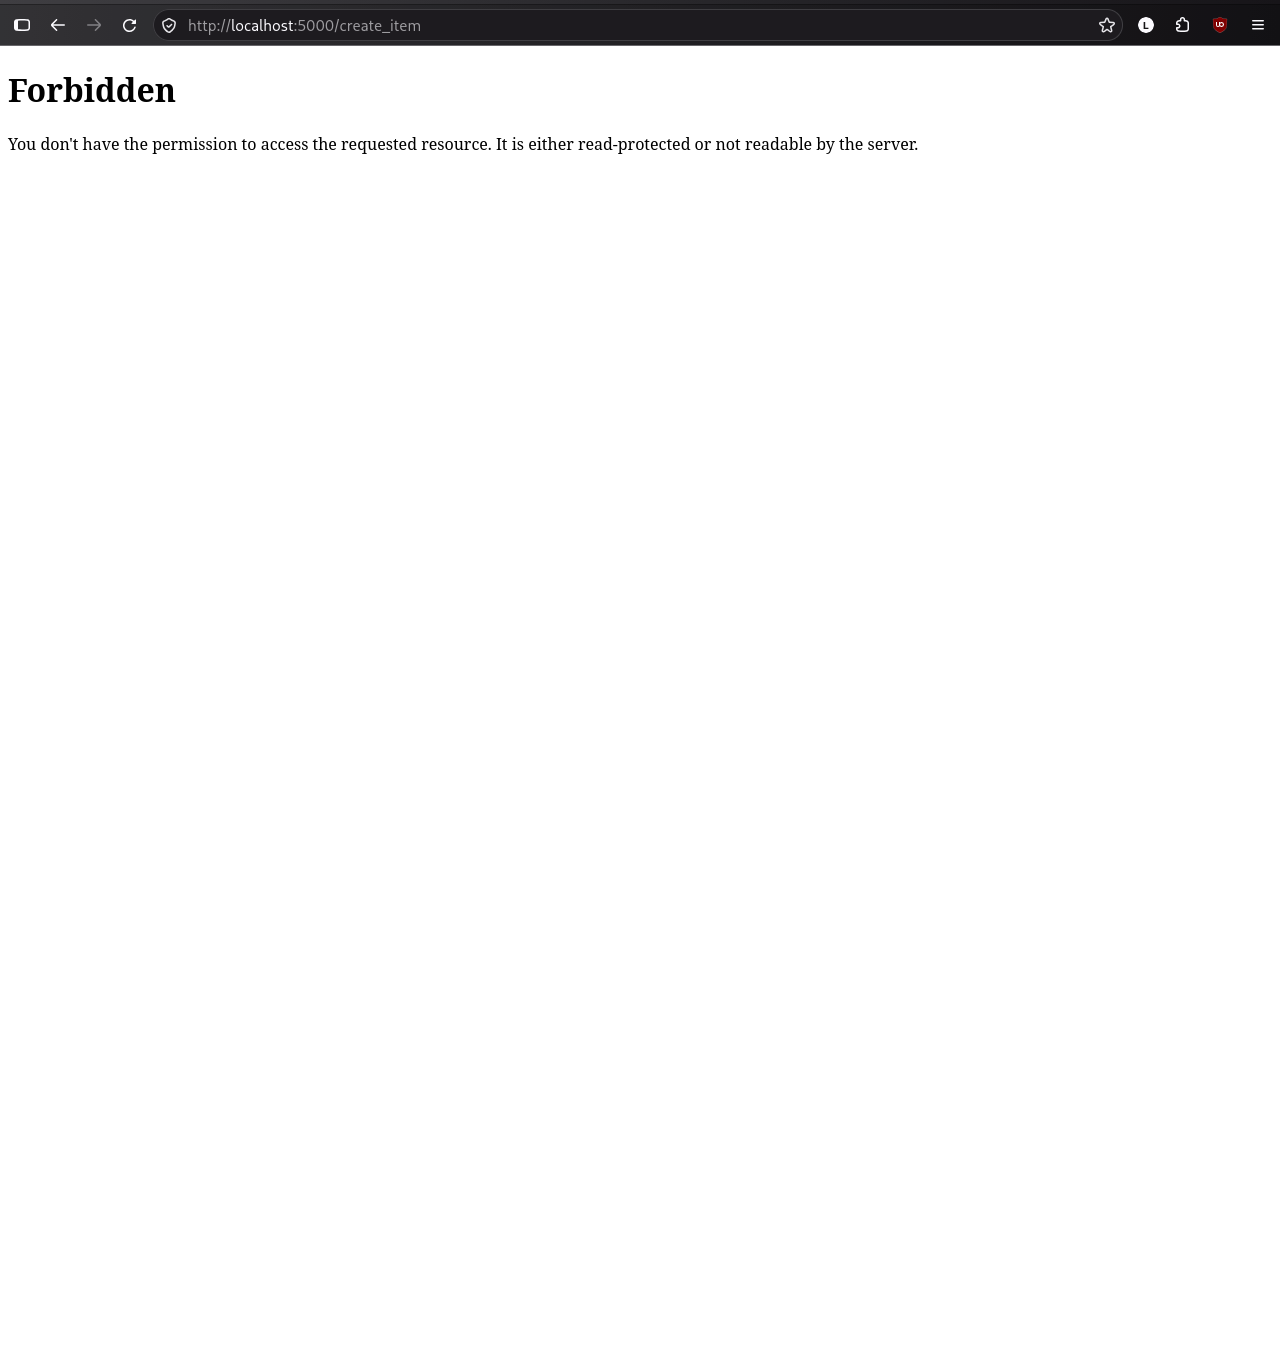 http://localhost:5000/create_item
L
UO
Forbidden
You don't have the permission to access the requested resource. It is either read-protected or not readable by the server.